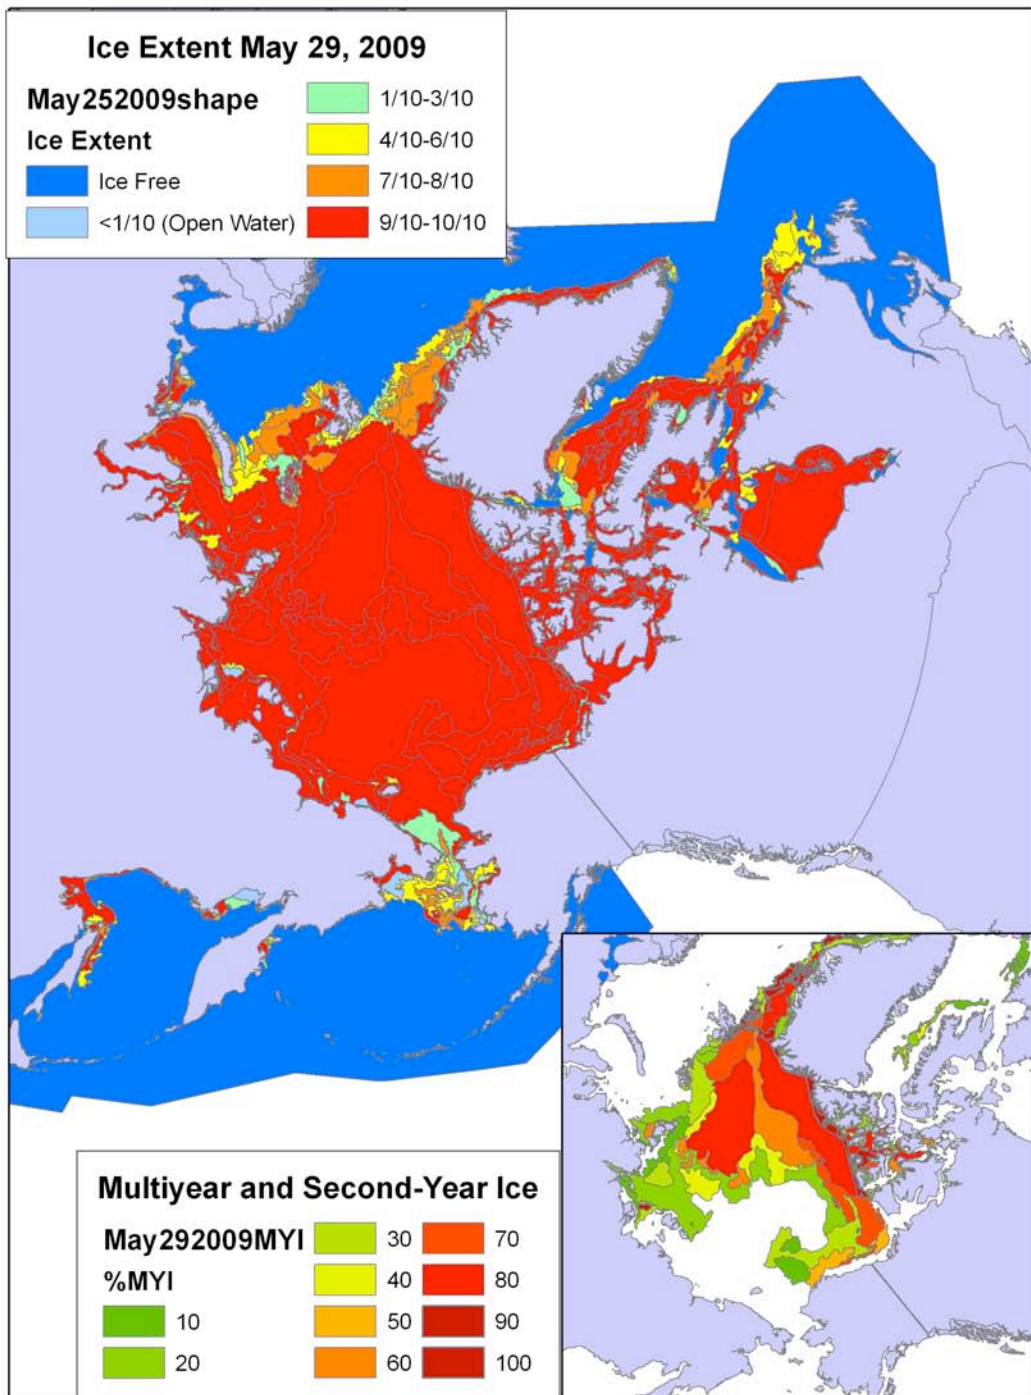 Ice Extent May 29, 2009
May252009shape
Ice Extent
Ice Free
<1/10 (Open Water)
1/10-3/10
4/10-6/10
7/10-8/10
9/10-10/10
Multiyear and Second-Year Ice
May292009MYI
%MYI
10
20
30
40
50
60
70
80
90
100